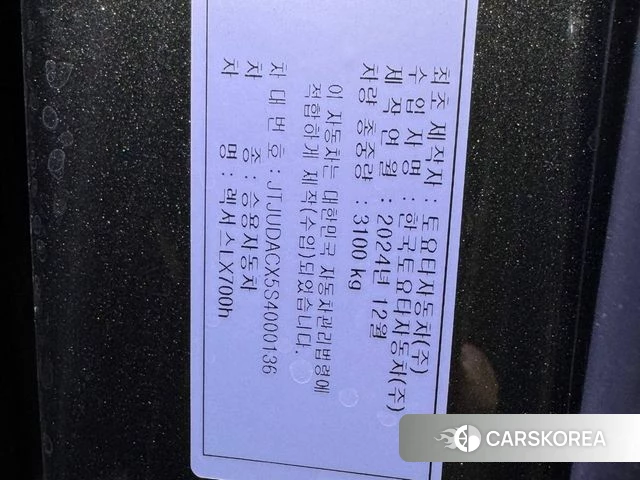 최초 제작사 : 토요타자동차(주)
수 입 사 명 : 한국토요타자동차(주)
제 작 연 월 : 2024년 12월
차량 총중량 : 3100 kg
이 자동차는 대한민국 자동차관리법령에
적합하게 제작(수입)되었습니다.
차 대 번 호 : JTJUDACX5S4000136
차 종 : 승용자동차
차 명 : 렉서스LX700h
CARSKOREA